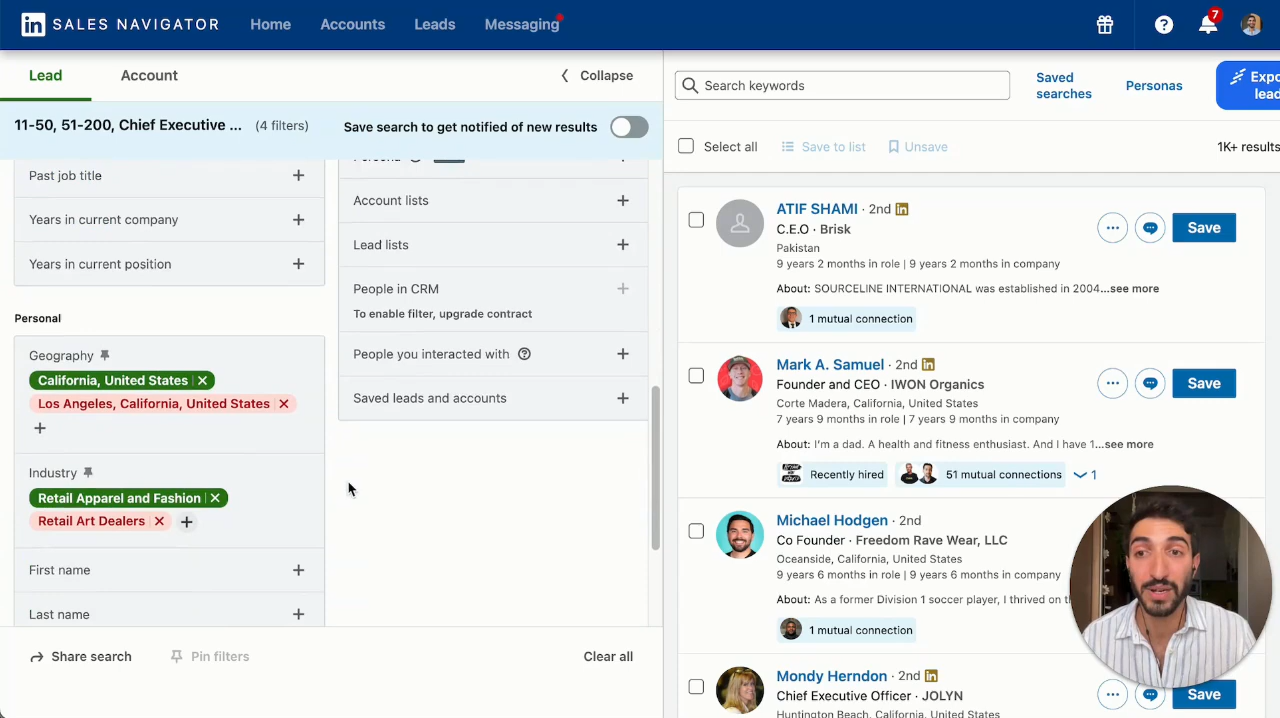 in SALES NAVIGATOR Home Accounts Leads Messaging 7
Lead Account Collapse
11-50, 51-200, Chief Executive ... (4 filters) Save search to get notified of new results
Past job title
Years in current company
Years in current position
Personal
Geography
California, United States
Los Angeles, California, United States
Industry
Retail Apparel and Fashion
Retail Art Dealers
First name
Last name
Account lists
Lead lists
People in CRM
To enable filter, upgrade contract
People you interacted with
Saved leads and accounts
Share search Pin filters Clear all
Search keywords
Saved searches
Personas
Expo
lea
Select all Save to list Unsave 1K+ results
ATIF SHAMI · 2nd in
C.E.O · Brisk
Pakistan
9 years 2 months in role | 9 years 2 months in company
About: SOURCELINE INTERNATIONAL was established in 2004...see more
1 mutual connection
Save
Mark A. Samuel · 2nd in
Founder and CEO · IWON Organics
Corte Madera, California, United States
7 years 9 months in role | 7 years 9 months in company
About: I'm a dad. A health and fitness enthusiast. And I have 1...see more
Recently hired 51 mutual connections 1
Save
Michael Hodgen · 2nd
Co Founder · Freedom Rave Wear, LLC
Oceanside, California, United States
9 years 6 months in role | 9 years 6 months in company
About: As a former Division 1 soccer player, I thrived on
1 mutual connection
Mondy Herndon · 2nd in
Chief Executive Officer · JOLYN
Huntington Beach, California, United States
Save